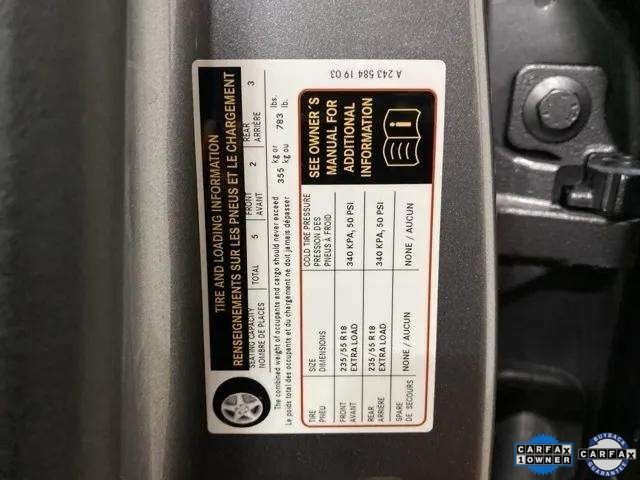 TIRE AND LOADING INFORMATION
RENSEIGNEMENTS SUR LES PNEUS ET LE CHARGEMENT
SEATING CAPACITY TOTAL 5 FRONT 2 REAR 3
NOMBRE DE PLACES AVANT ARRIÈRE
The combined weight of occupants and cargo should never exceed 355 kg or 783 lbs.
Le poids total des occupants et du chargement ne doit jamais dépasser kg ou lb.
TIRE SIZE COLD TIRE PRESSURE
PNEU DIMENSIONS PRESSION DES
PNEUS À FROID
FRONT 235/55 R18 340 KPA, 50 PSI
AVANT EXTRA LOAD
REAR 235/55 R18 340 KPA, 50 PSI
ARRIÈRE EXTRA LOAD
SPARE NONE / AUCUN NONE / AUCUN
DE SECOURS
SEE OWNER´S
MANUAL FOR
ADDITIONAL
INFORMATION
A 243 584 19 03
CARFAX
1 OWNER
BUYBACK
CARFAX
GUARANTEE